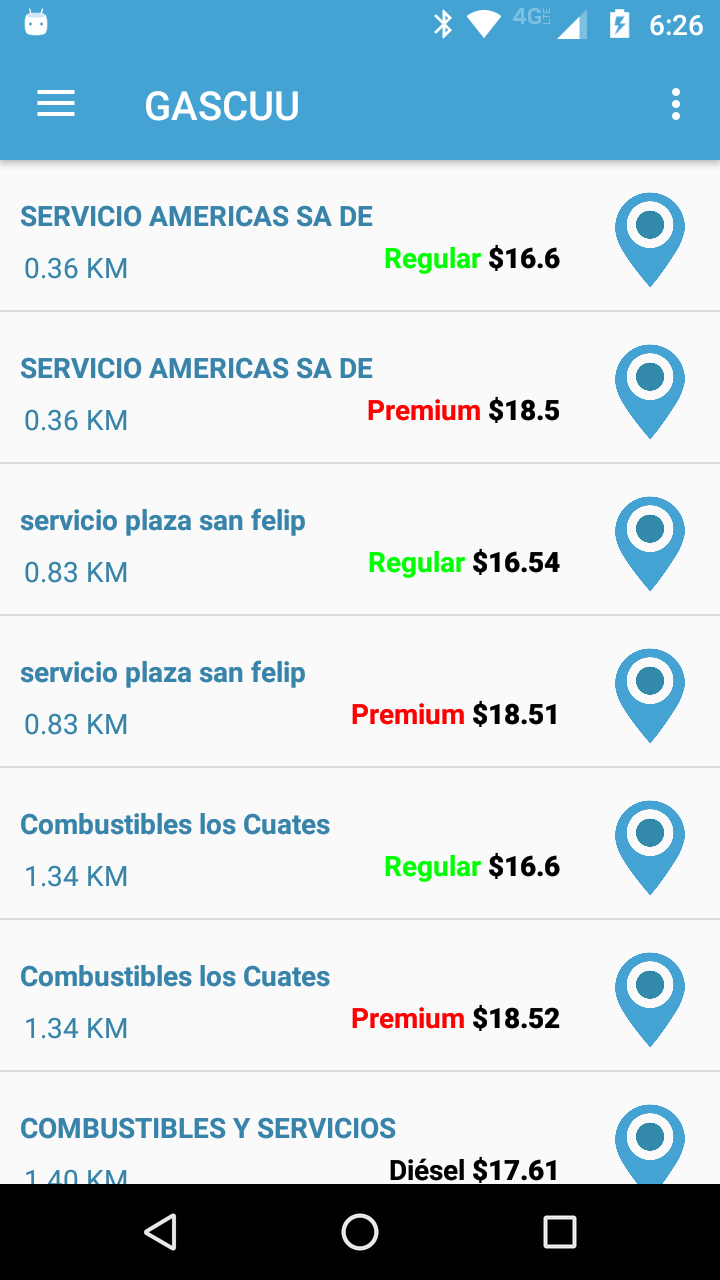 4G LTE 6:26
GASCUU
SERVICIO AMERICAS SA DE
0.36 KM Regular $16.6
SERVICIO AMERICAS SA DE
0.36 KM Premium $18.5
servicio plaza san felip
0.83 KM Regular $16.54
servicio plaza san felip
0.83 KM Premium $18.51
Combustibles los Cuates
1.34 KM Regular $16.6
Combustibles los Cuates
1.34 KM Premium $18.52
COMBUSTIBLES Y SERVICIOS
1.40 KM Diésel $17.61